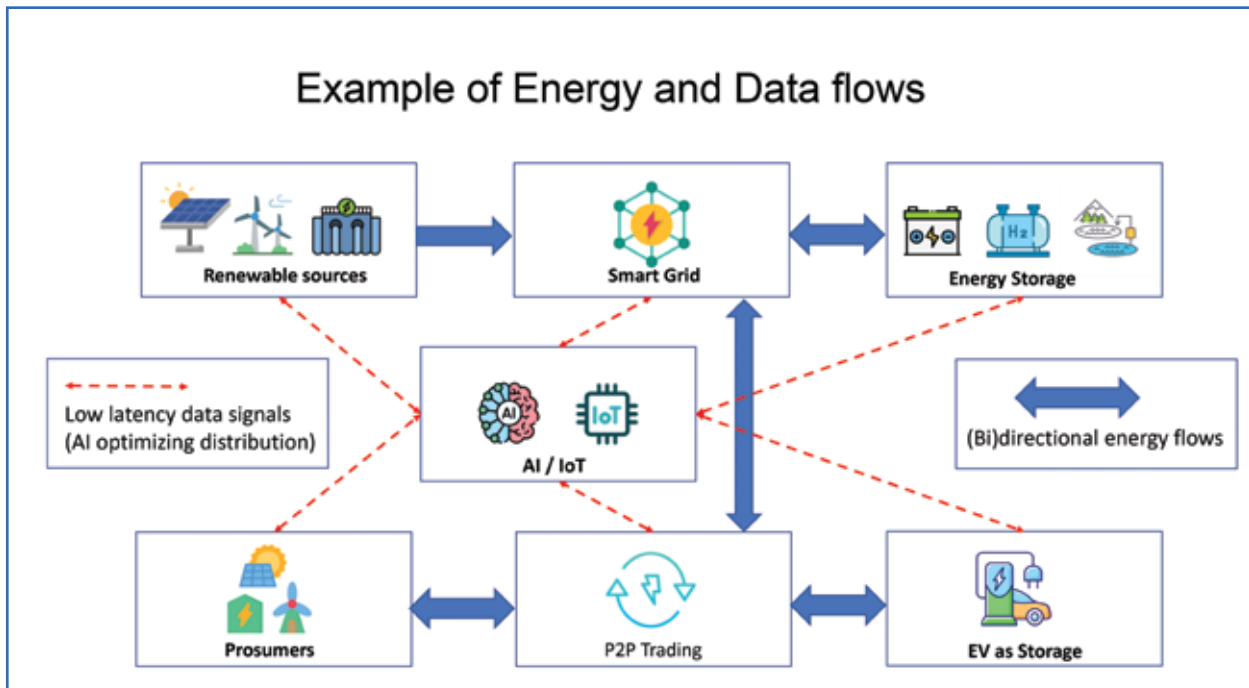 Example of Energy and Data flows
Renewable sources
Smart Grid
H2
Energy Storage
Low latency data signals
(AI optimizing distribution)
AI
IoT
AI / IoT
(Bi)directional energy flows
Prosumers
P2P Trading
EV as Storage